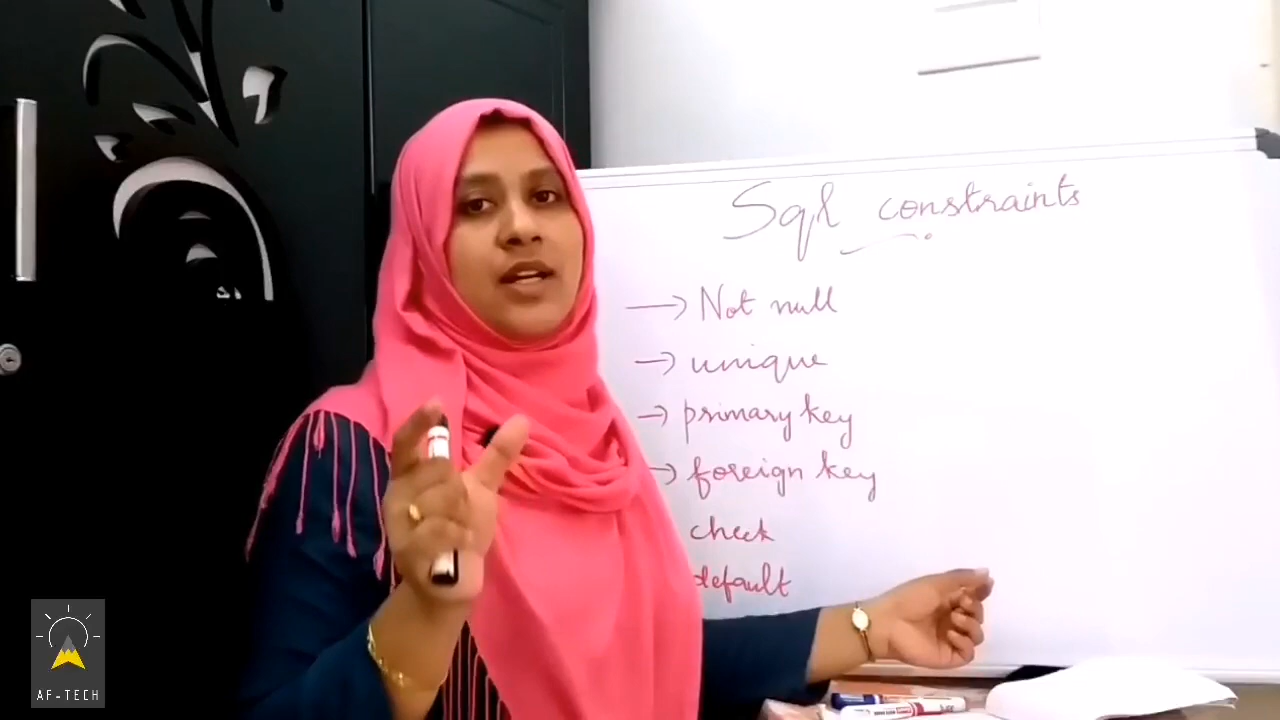 Sql constraints
→ Not null
→ unique
→ primary key
→ foreign key
check
default
AF-TECH